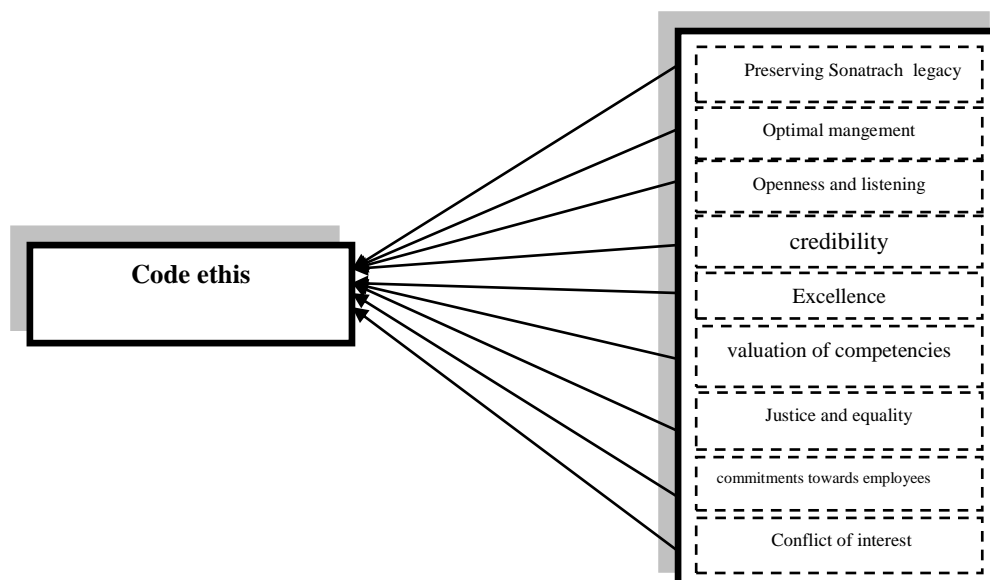 Preserving Sonatrach legacy
Optimal mangement
Openness and listening
credibility
Code ethis
Excellence
valuation of competencies
Justice and equality
commitments towards employees
Conflict of interest